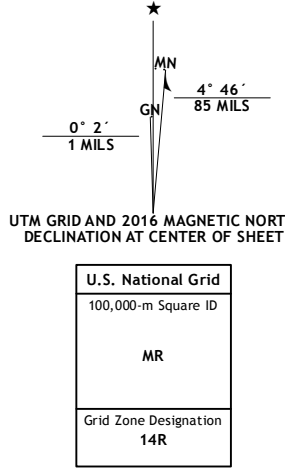 ★
MN
GN
4° 46´
85 MILS
0° 2´
1 MILS
UTM GRID AND 2016 MAGNETIC NORT
DECLINATION AT CENTER OF SHEET
U.S. National Grid
100,000-m Square ID
MR
Grid Zone Designation
14R